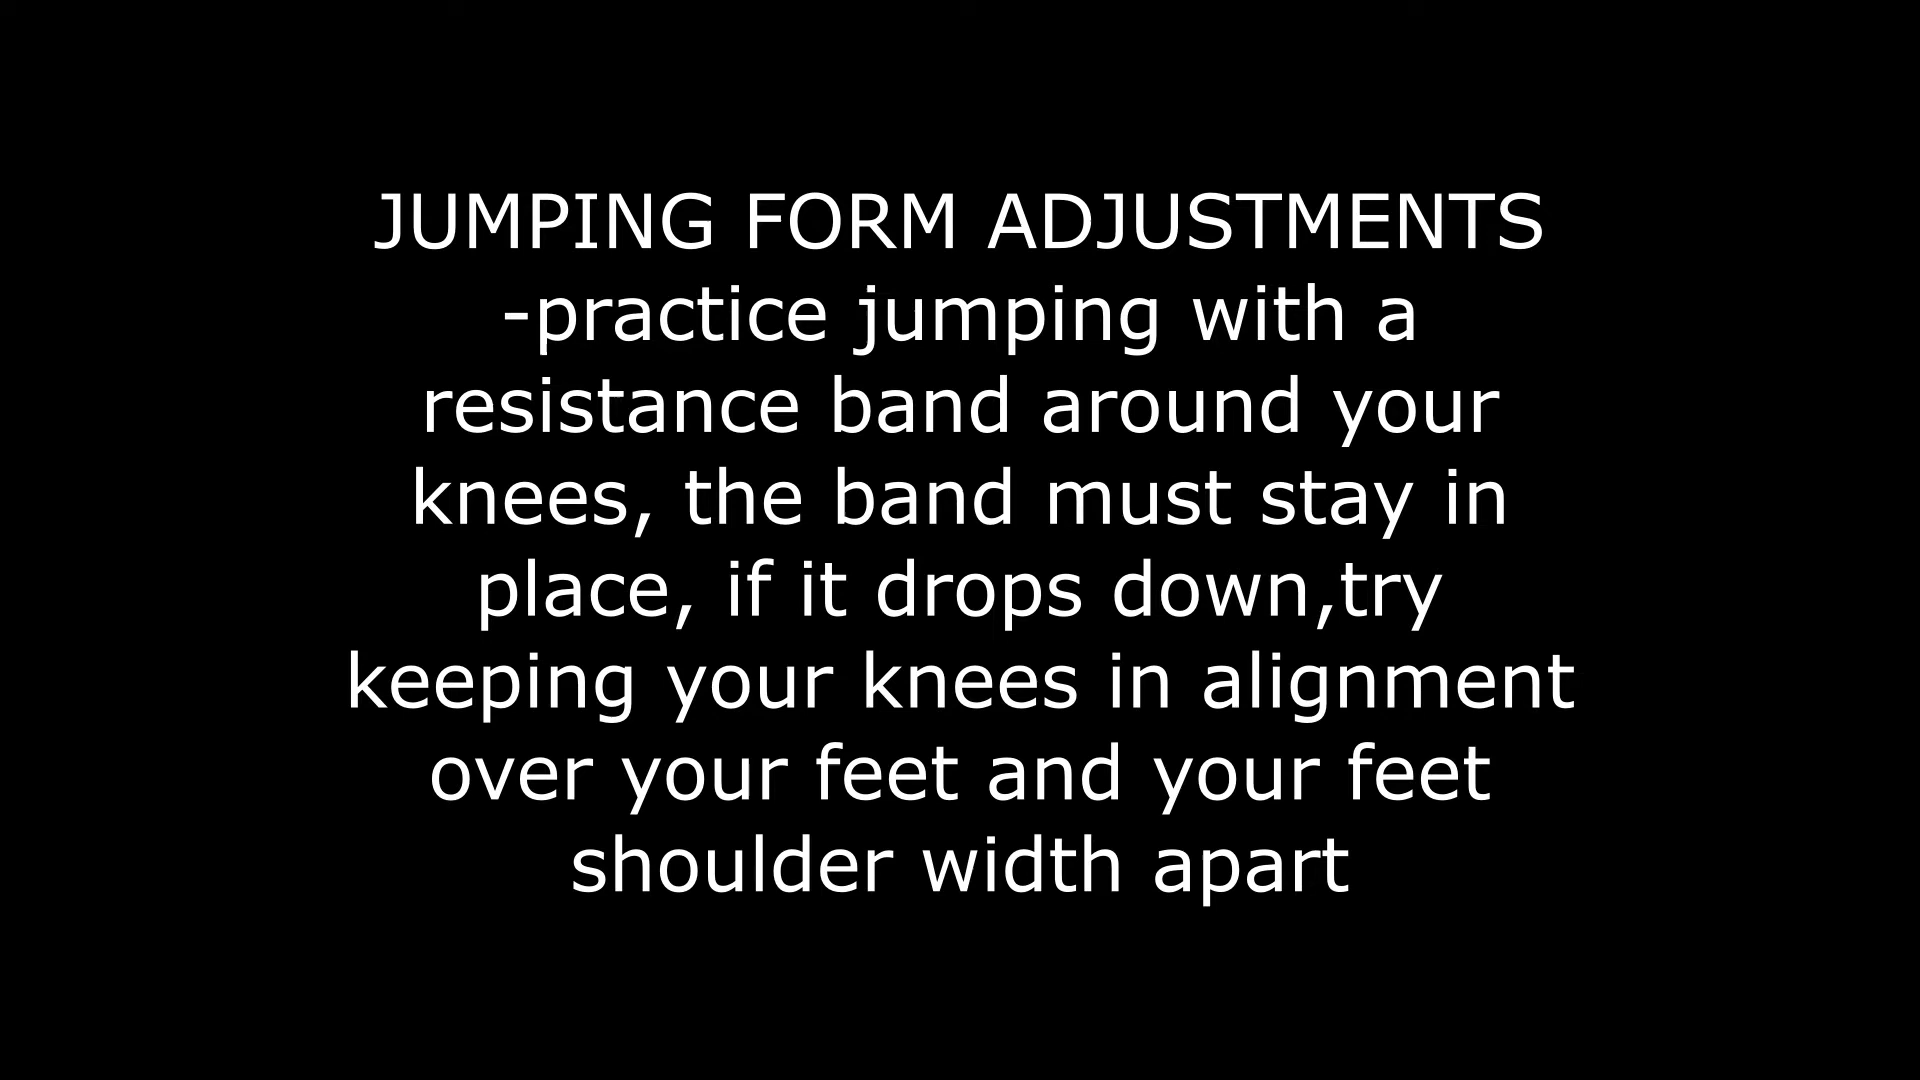 JUMPING FORM ADJUSTMENTS
-practice jumping with a
resistance band around your
knees, the band must stay in
place, if it drops down,try
keeping your knees in alignment
over your feet and your feet
shoulder width apart